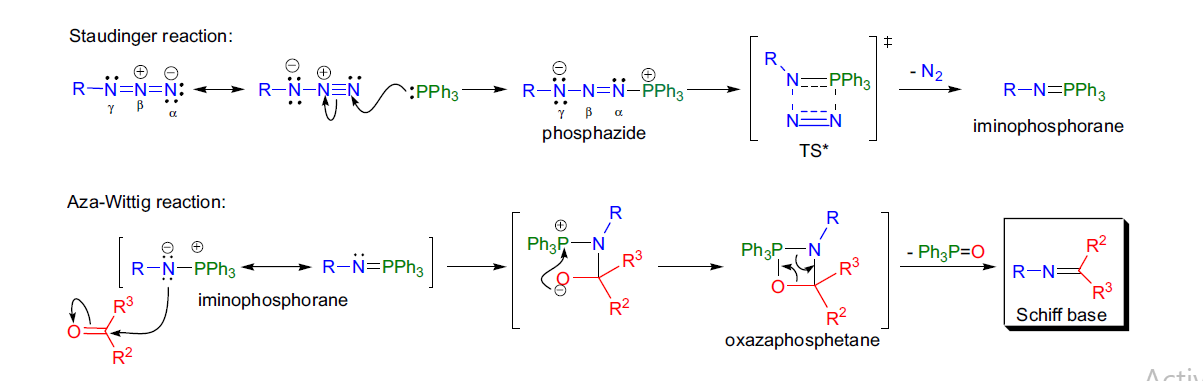 Staudinger reaction:
R–N=N=N: ⊕ ⊖ γ β α ↔ R–N–N≡N ⊖ ⊕ :PPh3 → R–N–N=N–PPh3 ⊖ ⊕ γ β α → [R N=PPh3 N=N] ‡ - N2 → R–N=PPh3
phosphazide
iminophosphorane
TS*
Aza-Wittig reaction:
[R–N–PPh3 ⊖ ⊕ ↔ R–N=PPh3] → [Ph3P–N ⊕ R O ⊖ R3 R2 → Ph3P–N R O R3 R2] - Ph3P=O → R–N= R2 R3
iminophosphorane
O= R3 R2
Schiff base
oxazaphosphetane